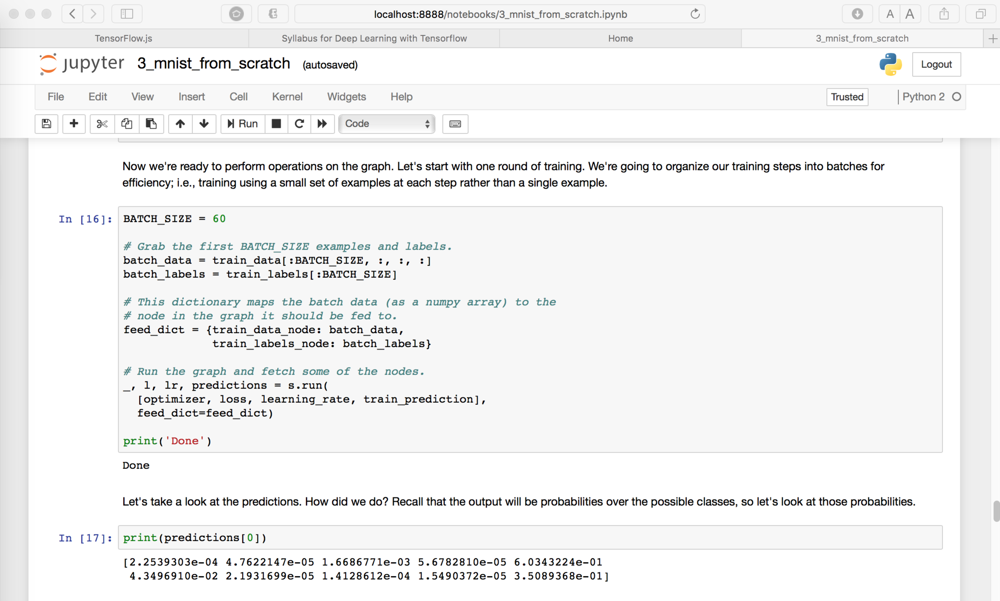 localhost:8888/notebooks/3_mnist_from_scratch.ipynb
A A
TensorFlow.js
Syllabus for Deep Learning with Tensorflow
Home
3_mnist_from_scratch
jupyter 3_mnist_from_scratch (autosaved)
Logout
File Edit View Insert Cell Kernel Widgets Help
Trusted
Python 2
Run
Code
Now we're ready to perform operations on the graph. Let's start with one round of training. We're going to organize our training steps into batches for
efficiency; i.e., training using a small set of examples at each step rather than a single example.
In [16]:
BATCH_SIZE = 60
# Grab the first BATCH_SIZE examples and labels.
batch_data = train_data[:BATCH_SIZE, :, :, :]
batch_labels = train_labels[:BATCH_SIZE]
# This dictionary maps the batch data (as a numpy array) to the
# node in the graph it should be fed to.
feed_dict = {train_data_node: batch_data,
train_labels_node: batch_labels}
# Run the graph and fetch some of the nodes.
_, l, lr, predictions = s.run(
[optimizer, loss, learning_rate, train_prediction],
feed_dict=feed_dict)
print('Done')
Done
Let's take a look at the predictions. How did we do? Recall that the output will be probabilities over the possible classes, so let's look at those probabilities.
In [17]:
print(predictions[0])
[2.2539303e-04 4.7622147e-05 1.6686771e-03 5.6782810e-05 6.0343224e-01
4.3496910e-02 2.1931699e-05 1.4128612e-04 1.5490372e-05 3.5089368e-01]